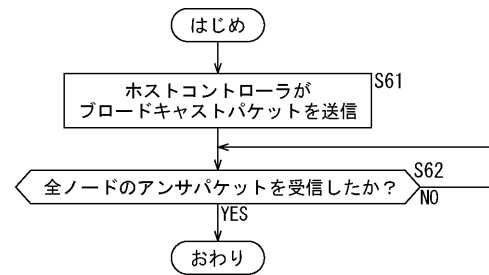 はじめ
ホストコントローラが
ブロードキャストパケットを送信
S61
全ノードのアンサパケットを受信したか？
S62
NO
YES
おわり